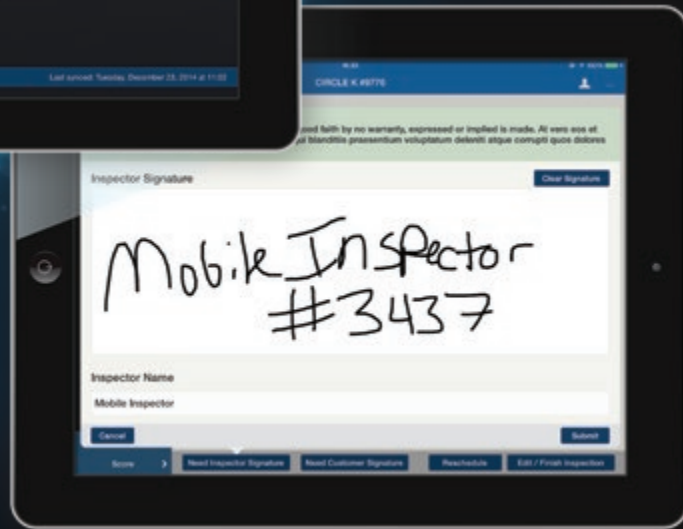 Last synced: Tuesday, December 23, 2014 at 11:02
CIRCLE K #9776
good faith by no warranty, expressed or implied is made. At vero eos et
qui blanditiis praesentium voluptatum deleniti atque corrupti quos dolores
Inspector Signature
Clear Signature
Mobile Inspector
#3437
Inspector Name
Mobile Inspector
Cancel
Submit
Score
Need Inspector Signature
Need Customer Signature
Reschedule
Edit / Finish Inspection